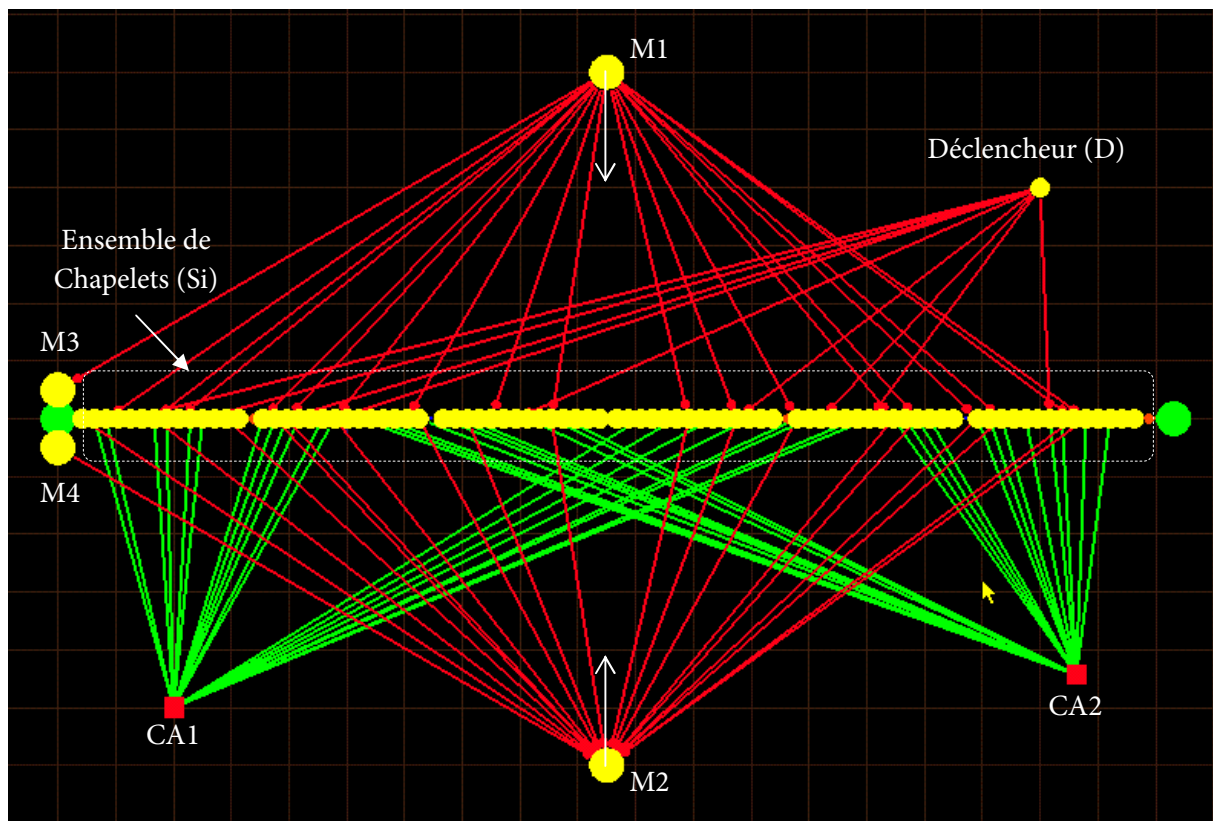 M1
Déclencheur (D)
Ensemble de
Chapelets (Si)
M3
M4
CA1
CA2
M2